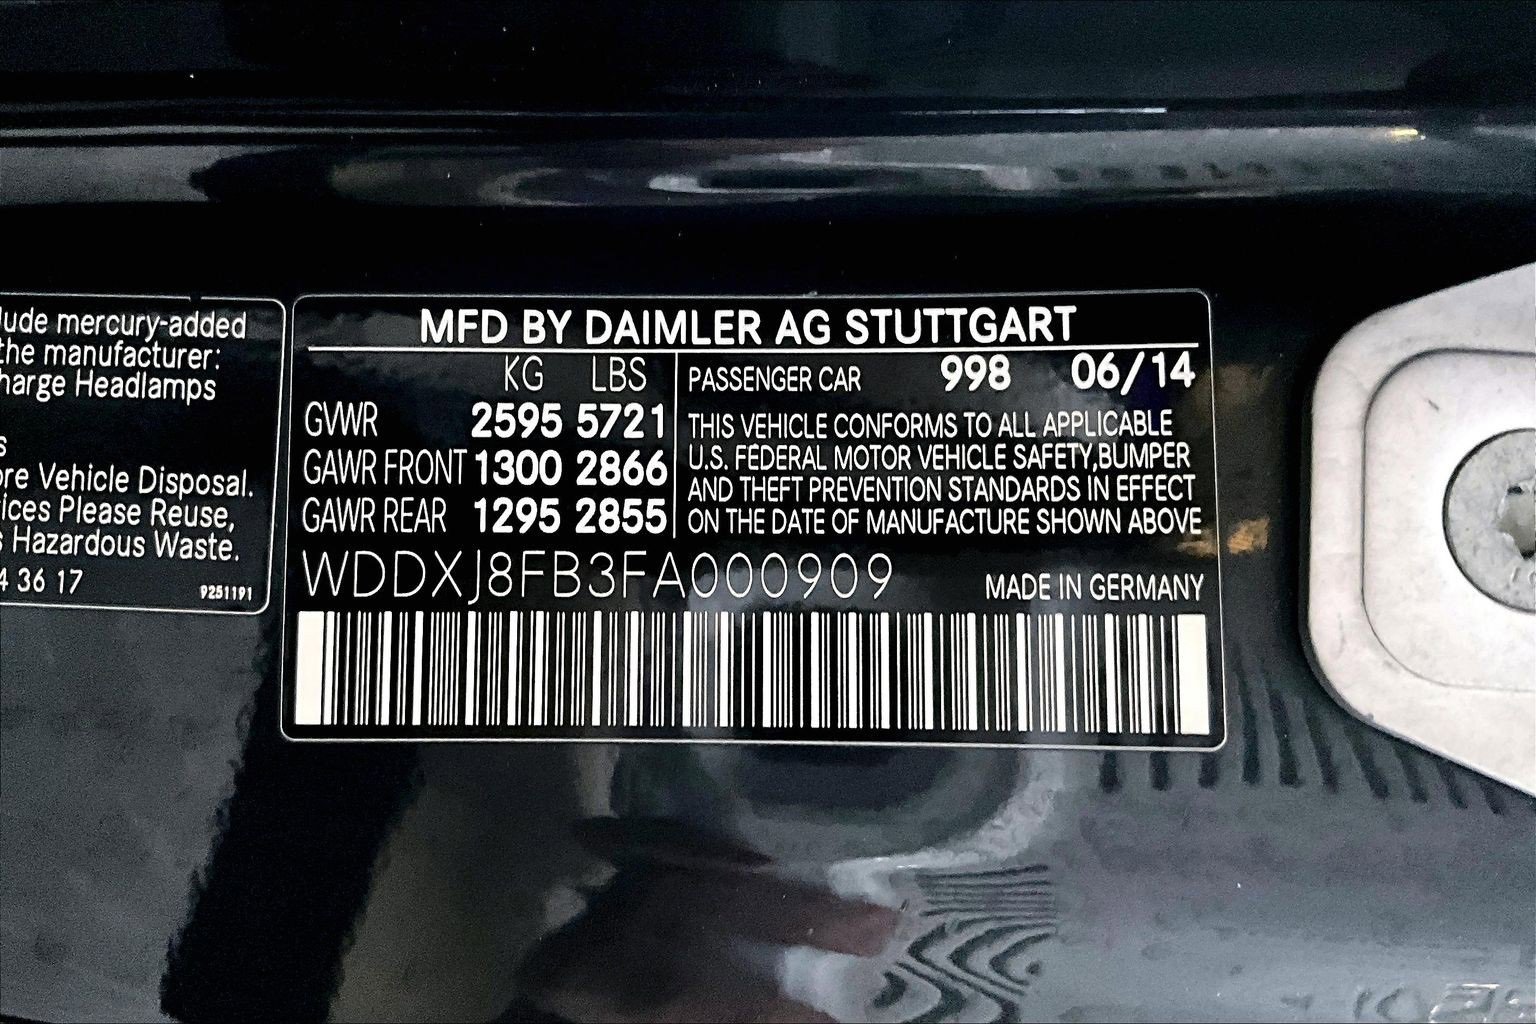 lude mercury-added
the manufacturer:
harge Headlamps
s
ore Vehicle Disposal.
ices Please Reuse,
s Hazardous Waste.
4 36 17
9251191
MFD BY DAIMLER AG STUTTGART
KG LBS
GVWR 2595 5721
GAWR FRONT 1300 2866
GAWR REAR 1295 2855
PASSENGER CAR 998 06/14
THIS VEHICLE CONFORMS TO ALL APPLICABLE
U.S. FEDERAL MOTOR VEHICLE SAFETY,BUMPER
AND THEFT PREVENTION STANDARDS IN EFFECT
ON THE DATE OF MANUFACTURE SHOWN ABOVE
WDDXJ8FB3FA000909
MADE IN GERMANY